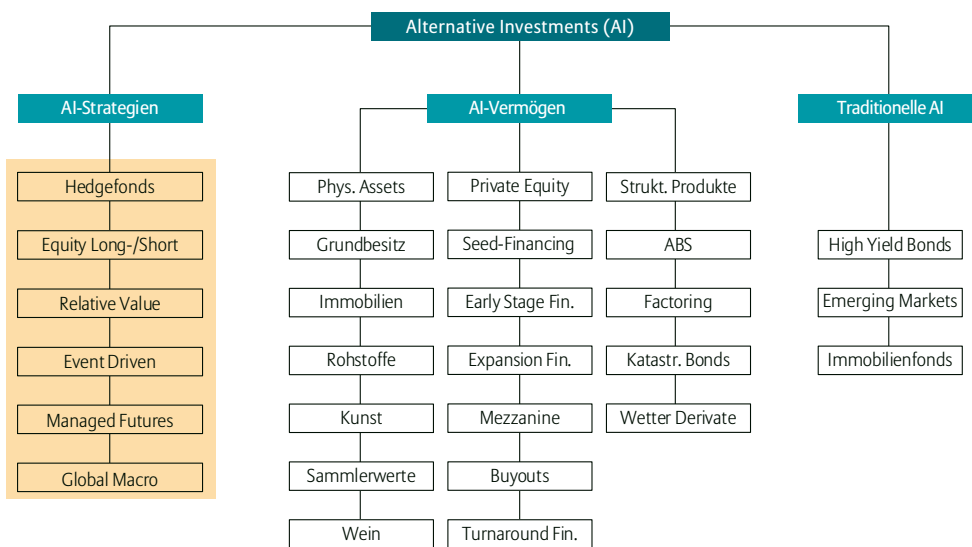 Alternative Investments (AI)
AI-Strategien
AI-Vermögen
Traditionelle AI
Hedgefonds
Equity Long-/Short
Relative Value
Event Driven
Managed Futures
Global Macro
Phys. Assets
Grundbesitz
Immobilien
Rohstoffe
Kunst
Sammlerwerte
Wein
Private Equity
Seed-Financing
Early Stage Fin.
Expansion Fin.
Mezzanine
Buyouts
Turnaround Fin.
Strukt. Produkte
ABS
Factoring
Katastr. Bonds
Wetter Derivate
High Yield Bonds
Emerging Markets
Immobilienfonds